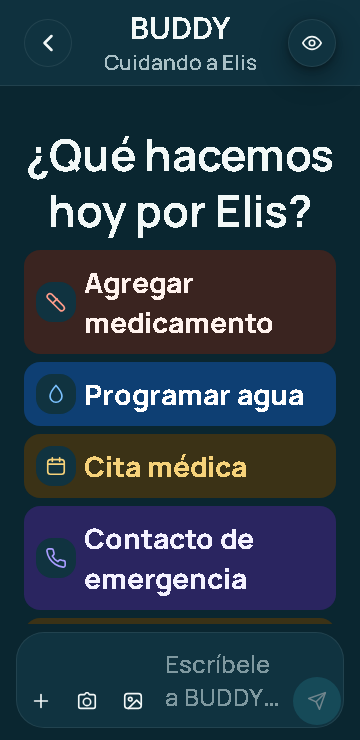 BUDDY
Cuidando a Elis
¿Qué hacemos
hoy por Elis?
Agregar
medicamento
Programar agua
Cita médica
Contacto de
emergencia
Escríbele
a BUDDY...